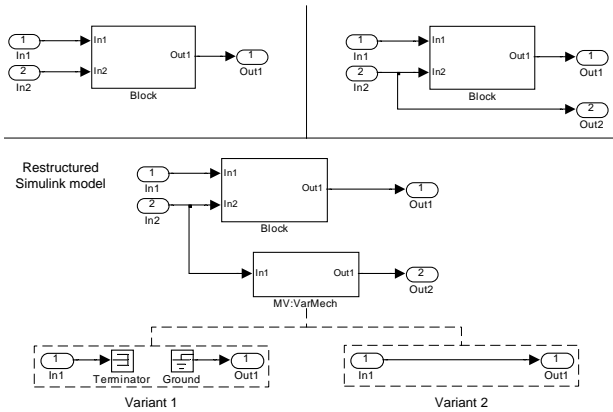 1
In1
2
In2
In1
In2
Out1
Block
1
Out1
1
In1
2
In2
In1
In2
Out1
Block
1
Out1
2
Out2
Restructured
Simulink model
1
In1
2
In2
In1
In2
Out1
Block
1
Out1
In1
Out1
MV:VarMech
2
Out2
1
In1
Terminator
Ground
1
Out1
Variant 1
1
In1
1
Out1
Variant 2